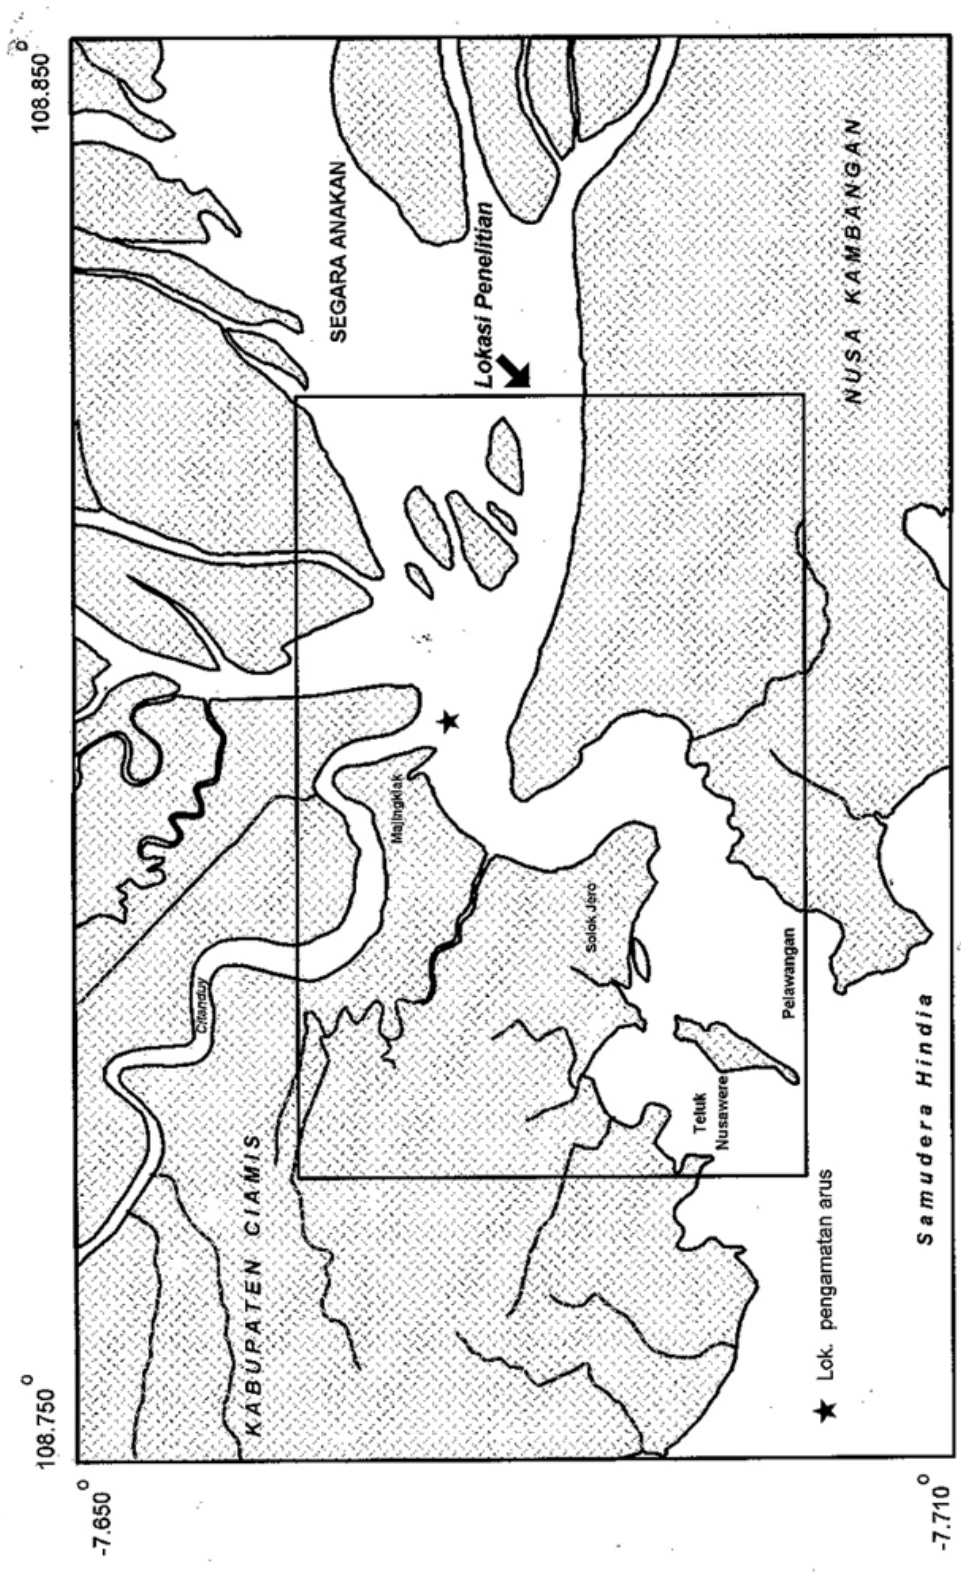 108.750°
108.850°
-7.650°
-7.710°
KABUPATEN CIAMIS
Citanduy
SEGARA ANAKAN
Majingklak
Lokasi Penelitian
Solok Jero
Teluk
Nusawere
Pelawangan
NUSA KAMBANGAN
Lok. pengamatan arus
Samudera Hindia